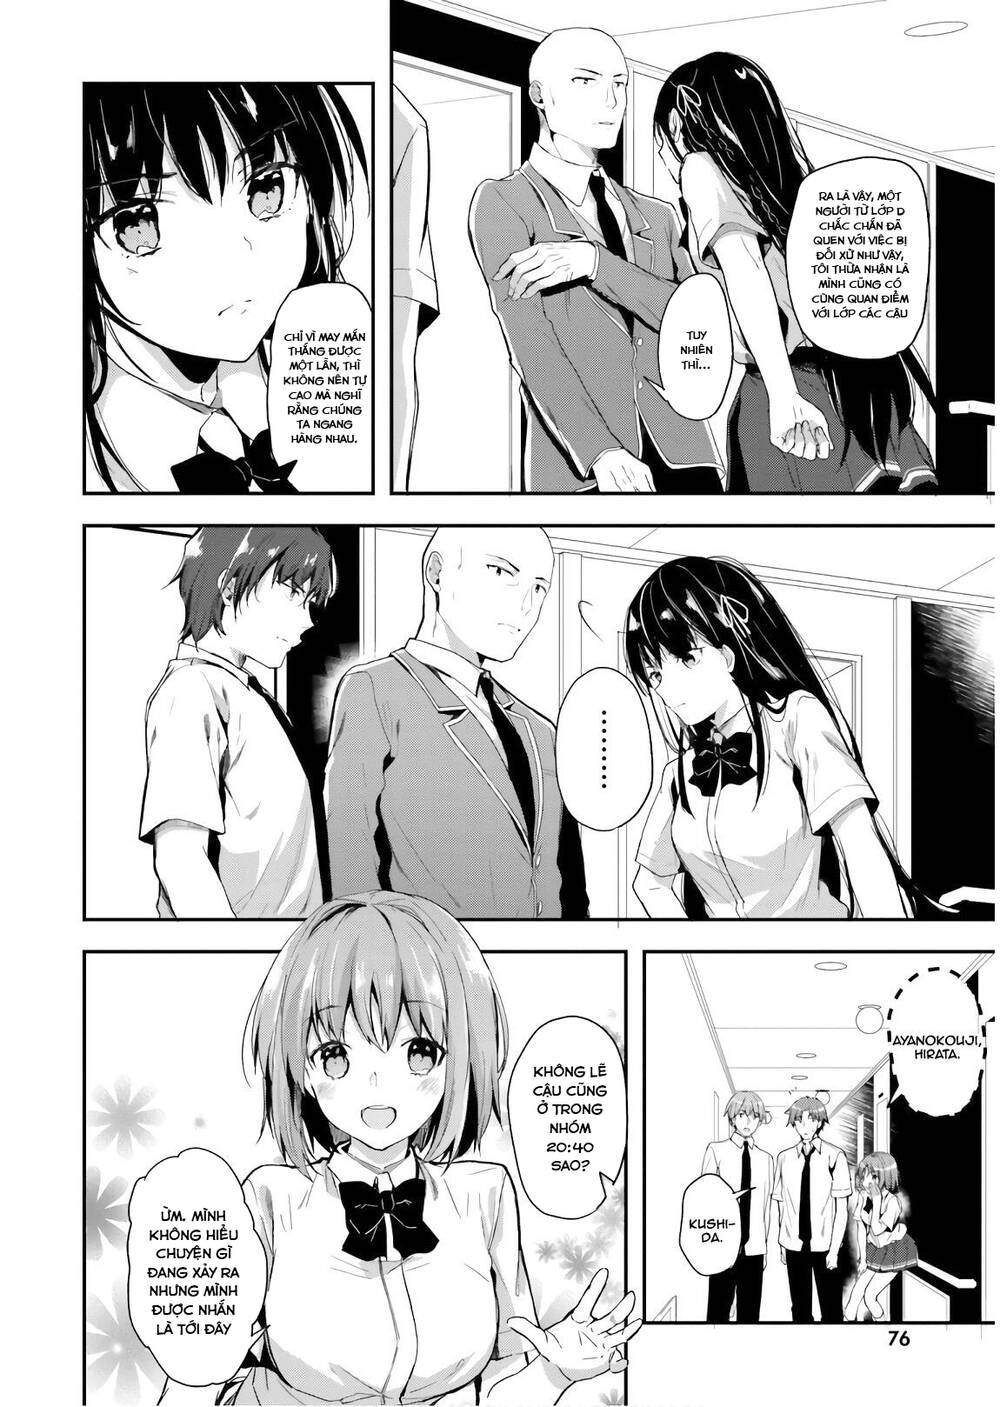 RA LÀ VẬY, MỘT
NGƯỜI TỪ LỚP D
CHẮC CHẮN ĐÃ
QUEN VỚI VIỆC BỊ
ĐỐI XỬ NHƯ VẬY,
TÔI THỪA NHẬN LÀ
MÌNH CŨNG CÓ
CÙNG QUAN ĐIỂM
VỚI LỚP CÁC CẬU
TUY
NHIÊN
THÌ...
CHỈ VÌ MAY MẮN
THẮNG ĐƯỢC
MỘT LẦN, THÌ
KHÔNG NÊN TỰ
CAO MÀ NGHĨ
RẰNG CHÚNG
TA NGANG
HÀNG NHAU.
.........
AYANOKOUJI,
HIRATA.
KUSHI-
DA.
KHÔNG LẼ
CẬU CŨNG
Ở TRONG
NHÓM
20:40
SAO?
ỪM. MÌNH
KHÔNG HIỂU
CHUYỆN GÌ
ĐANG XẢY RA
NHƯNG MÌNH
ĐƯỢC NHẮN
LÀ TỚI ĐÂY
76